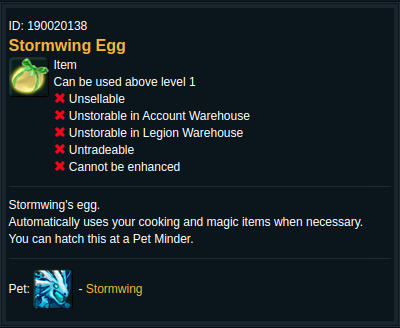 ID: 190020138
Stormwing Egg
Item
Can be used above level 1
Unsellable
Unstorable in Account Warehouse
Unstorable in Legion Warehouse
Untradeable
Cannot be enhanced
Stormwing's egg.
Automatically uses your cooking and magic items when necessary.
You can hatch this at a Pet Minder.
Pet: - Stormwing